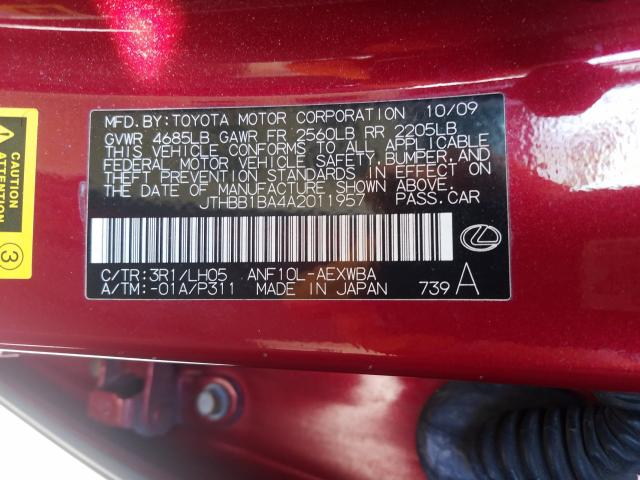 MFD. BY: TOYOTA MOTOR CORPORATION 10/09
GVWR 4685LB GAWR FR 2560LB RR 2205LB
THIS VEHICLE CONFORMS TO ALL APPLICABLE
FEDERAL MOTOR VEHICLE SAFETY, BUMPER, AND
THEFT PREVENTION STANDARDS IN EFFECT ON
THE DATE OF MANUFACTURE SHOWN ABOVE.
JTHBB1BA4A2011957 PASS. CAR
C/TR: 3R1/LH05 ANF10L-AEXWBA
A/TM: -01A/P311 MADE IN JAPAN 739 A
CAUTION
ATTENTION
3